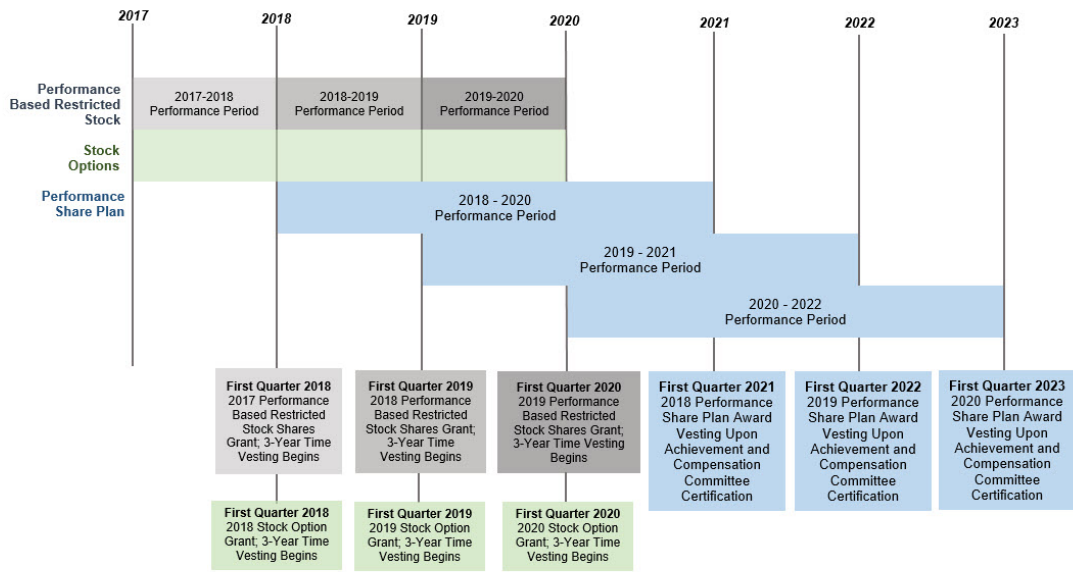 2017
2018
2019
2020
2021
2022
2023
Performance
Based Restricted
Stock
2017-2018
Performance Period
2018-2019
Performance Period
2019-2020
Performance Period
Stock
Options
Performance
Share Plan
2018 - 2020
Performance Period
2019 - 2021
Performance Period
2020 - 2022
Performance Period
First Quarter 2018
2017 Performance
Based Restricted
Stock Shares
Grant; 3-Year Time
Vesting Begins
First Quarter 2019
2018 Performance
Based Restricted
Stock Shares Grant;
3-Year Time
Vesting Begins
First Quarter 2020
2019 Performance
Based Restricted
Stock Shares Grant;
3-Year Time Vesting
Begins
First Quarter 2021
2018 Performance
Share Plan Award
Vesting Upon
Achievement and
Compensation
Committee
Certification
First Quarter 2022
2019 Performance
Share Plan Award
Vesting Upon
Achievement and
Compensation
Committee
Certification
First Quarter 2023
2020 Performance
Share Plan Award
Vesting Upon
Achievement and
Compensation
Committee
Certification
First Quarter 2018
2018 Stock Option
Grant; 3-Year Time
Vesting Begins
First Quarter 2019
2019 Stock Option
Grant; 3-Year Time
Vesting Begins
First Quarter 2020
2020 Stock Option
Grant; 3-Year Time
Vesting Begins